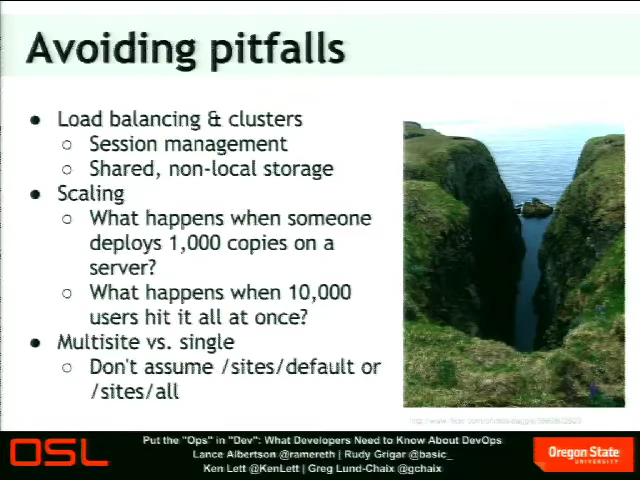 Avoiding pitfalls
● Load balancing & clusters
○ Session management
○ Shared, non-local storage
● Scaling
○ What happens when someone
deploys 1,000 copies on a
server?
○ What happens when 10,000
users hit it all at once?
● Multisite vs. single
○ Don't assume /sites/default or
/sites/all
OSL
Put the "Ops" in "Dev": What Developers Need to Know About DevOps
Lance Albertson @ramereth | Rudy Grigar @basic_
Ken Lett @KenLett | Greg Lund-Chaix @gchaix
Oregon State
UNIVERSITY